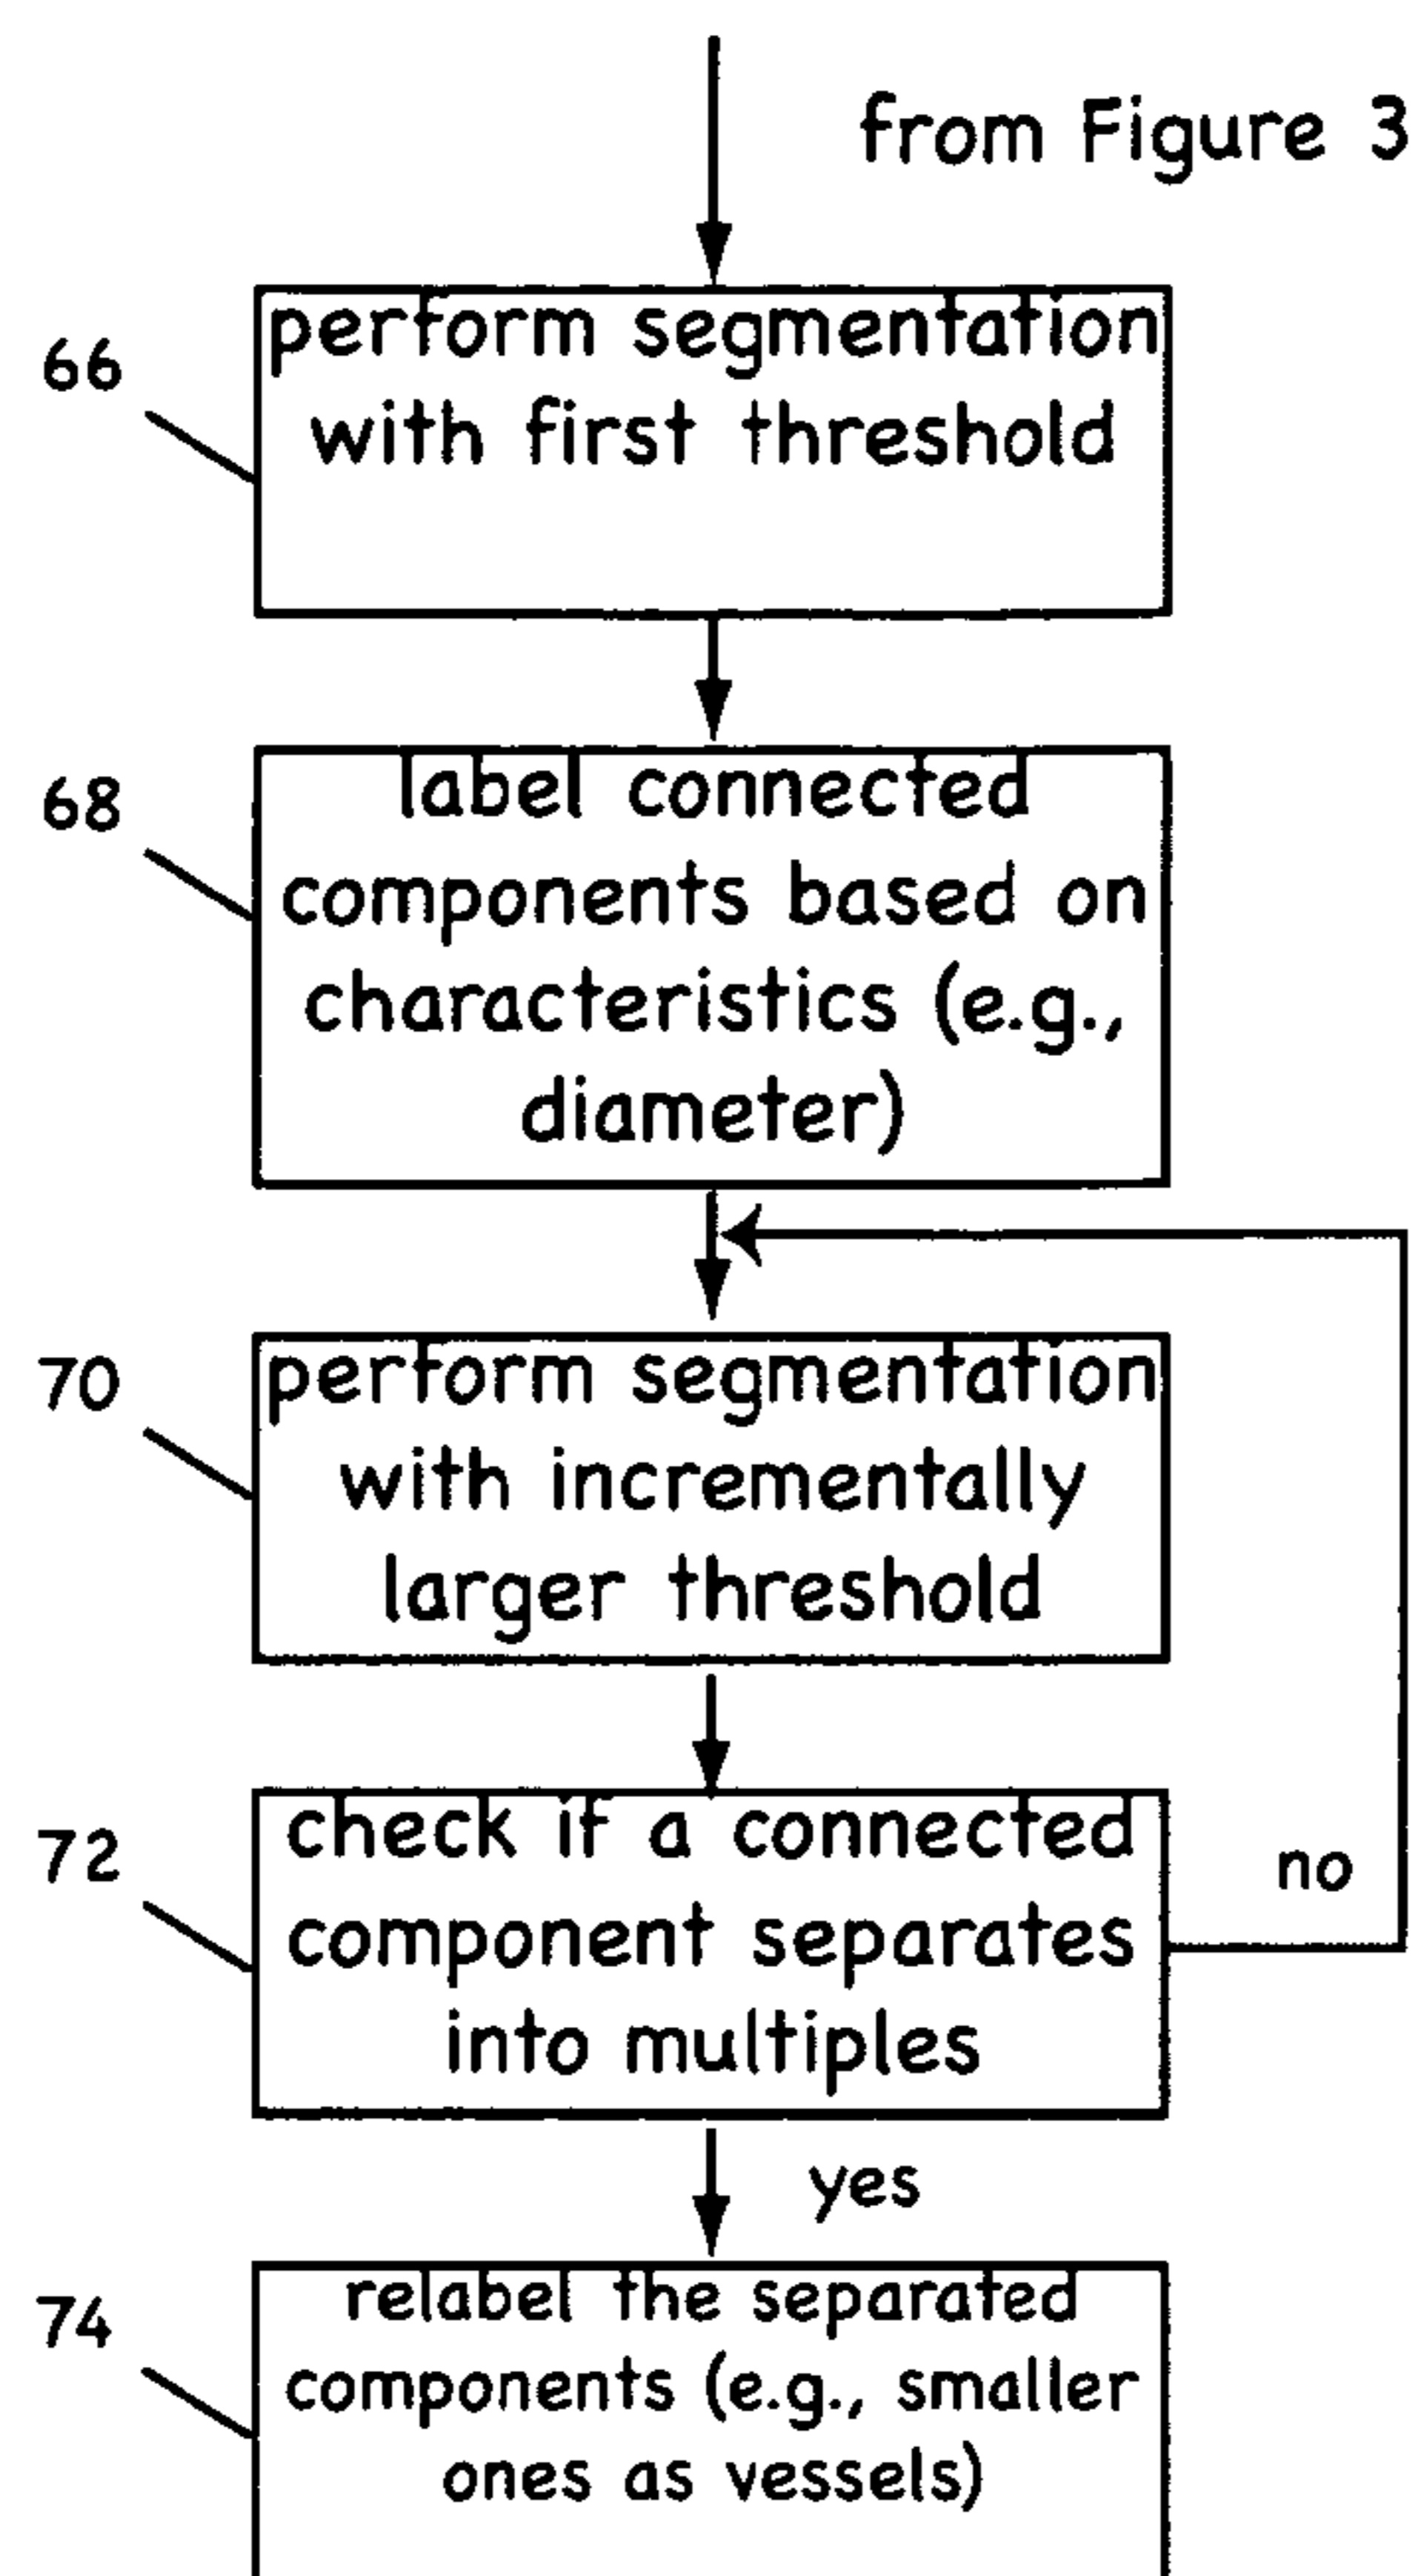 from Figure 3
66
perform segmentation
with first threshold
68
label connected
components based on
characteristics (e.g.,
diameter)
70
perform segmentation
with incrementally
larger threshold
72
check if a connected
component separates
into multiples
no
yes
74
relabel the separated
components (e.g., smaller
ones as vessels)